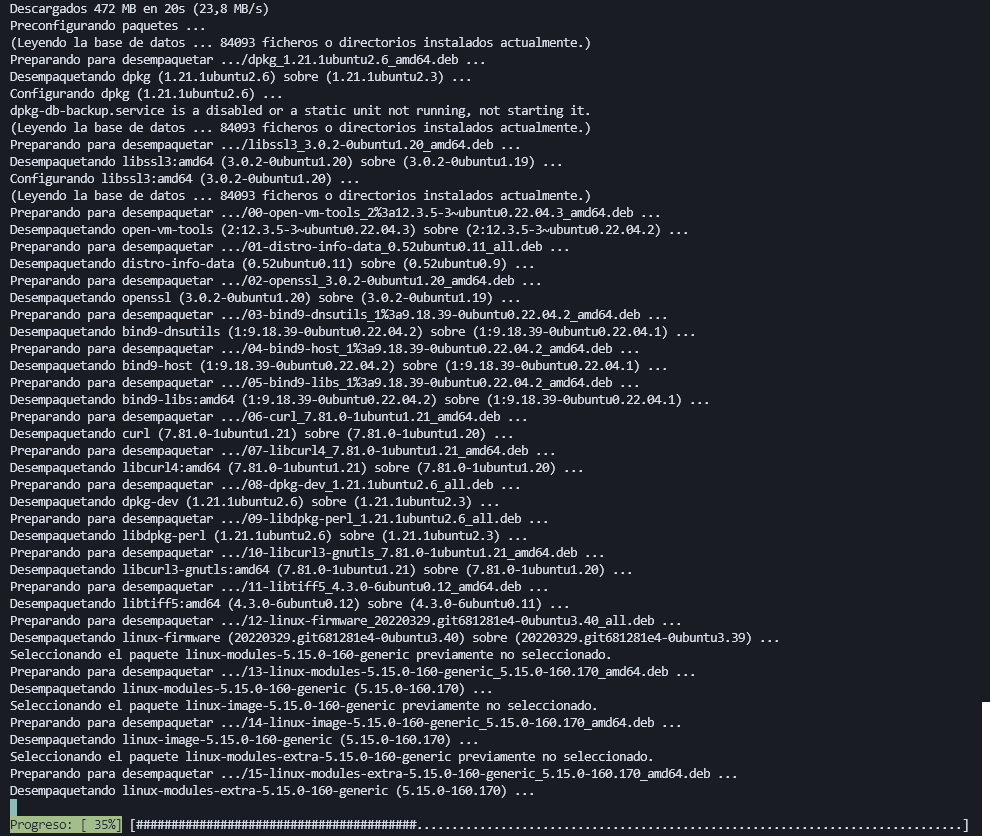 Descargados 472 MB en 20s (23,8 MB/s)
Preconfigurando paquetes ...
(Leyendo la base de datos ... 84093 ficheros o directorios instalados actualmente.)
Preparando para desempaquetar .../dpkg_1.21.1ubuntu2.6_amd64.deb ...
Desempaquetando dpkg (1.21.1ubuntu2.6) sobre (1.21.1ubuntu2.3) ...
Configurando dpkg (1.21.1ubuntu2.6) ...
dpkg-db-backup.service is a disabled or a static unit not running, not starting it.
(Leyendo la base de datos ... 84093 ficheros o directorios instalados actualmente.)
Preparando para desempaquetar .../libssl3_3.0.2-0ubuntu1.20_amd64.deb ...
Desempaquetando libssl3:amd64 (3.0.2-0ubuntu1.20) sobre (3.0.2-0ubuntu1.19) ...
Configurando libssl3:amd64 (3.0.2-0ubuntu1.20) ...
(Leyendo la base de datos ... 84093 ficheros o directorios instalados actualmente.)
Preparando para desempaquetar .../00-open-vm-tools_2%3a12.3.5-3~ubuntu0.22.04.3_amd64.deb ...
Desempaquetando open-vm-tools (2:12.3.5-3~ubuntu0.22.04.3) sobre (2:12.3.5-3~ubuntu0.22.04.2) ...
Preparando para desempaquetar .../01-distro-info-data_0.52ubuntu0.11_all.deb ...
Desempaquetando distro-info-data (0.52ubuntu0.11) sobre (0.52ubuntu0.9) ...
Preparando para desempaquetar .../02-openssl_3.0.2-0ubuntu1.20_amd64.deb ...
Desempaquetando openssl (3.0.2-0ubuntu1.20) sobre (3.0.2-0ubuntu1.19) ...
Preparando para desempaquetar .../03-bind9-dnsutils_1%3a9.18.39-0ubuntu0.22.04.2_amd64.deb ...
Desempaquetando bind9-dnsutils (1:9.18.39-0ubuntu0.22.04.2) sobre (1:9.18.39-0ubuntu0.22.04.1) ...
Preparando para desempaquetar .../04-bind9-host_1%3a9.18.39-0ubuntu0.22.04.2_amd64.deb ...
Desempaquetando bind9-host (1:9.18.39-0ubuntu0.22.04.2) sobre (1:9.18.39-0ubuntu0.22.04.1) ...
Preparando para desempaquetar .../05-bind9-libs_1%3a9.18.39-0ubuntu0.22.04.2_amd64.deb ...
Desempaquetando bind9-libs:amd64 (1:9.18.39-0ubuntu0.22.04.2) sobre (1:9.18.39-0ubuntu0.22.04.1) ...
Preparando para desempaquetar .../06-curl_7.81.0-1ubuntu1.21_amd64.deb ...
Desempaquetando curl (7.81.0-1ubuntu1.21) sobre (7.81.0-1ubuntu1.20) ...
Preparando para desempaquetar .../07-libcurl4_7.81.0-1ubuntu1.21_amd64.deb ...
Desempaquetando libcurl4:amd64 (7.81.0-1ubuntu1.21) sobre (7.81.0-1ubuntu1.20) ...
Preparando para desempaquetar .../08-dpkg-dev_1.21.1ubuntu2.6_all.deb ...
Desempaquetando dpkg-dev (1.21.1ubuntu2.6) sobre (1.21.1ubuntu2.3) ...
Preparando para desempaquetar .../09-libdpkg-perl_1.21.1ubuntu2.6_all.deb ...
Desempaquetando libdpkg-perl (1.21.1ubuntu2.6) sobre (1.21.1ubuntu2.3) ...
Preparando para desempaquetar .../10-libcurl3-gnutls_7.81.0-1ubuntu1.21_amd64.deb ...
Desempaquetando libcurl3-gnutls:amd64 (7.81.0-1ubuntu1.21) sobre (7.81.0-1ubuntu1.20) ...
Preparando para desempaquetar .../11-libtiff5_4.3.0-6ubuntu0.12_amd64.deb ...
Desempaquetando libtiff5:amd64 (4.3.0-6ubuntu0.12) sobre (4.3.0-6ubuntu0.11) ...
Preparando para desempaquetar .../12-linux-firmware_20220329.git681281e4-0ubuntu3.40_all.deb ...
Desempaquetando linux-firmware (20220329.git681281e4-0ubuntu3.40) sobre (20220329.git681281e4-0ubuntu3.39) ...
Seleccionando el paquete linux-modules-5.15.0-160-generic previamente no seleccionado.
Preparando para desempaquetar .../13-linux-modules-5.15.0-160-generic_5.15.0-160.170_amd64.deb ...
Desempaquetando linux-modules-5.15.0-160-generic (5.15.0-160.170) ...
Seleccionando el paquete linux-image-5.15.0-160-generic previamente no seleccionado.
Preparando para desempaquetar .../14-linux-image-5.15.0-160-generic_5.15.0-160.170_amd64.deb ...
Desempaquetando linux-image-5.15.0-160-generic (5.15.0-160.170) ...
Seleccionando el paquete linux-modules-extra-5.15.0-160-generic previamente no seleccionado.
Preparando para desempaquetar .../15-linux-modules-extra-5.15.0-160-generic_5.15.0-160.170_amd64.deb ...
Desempaquetando linux-modules-extra-5.15.0-160-generic (5.15.0-160.170) ...
Progreso: [ 35%] [########################################..............................................................................]